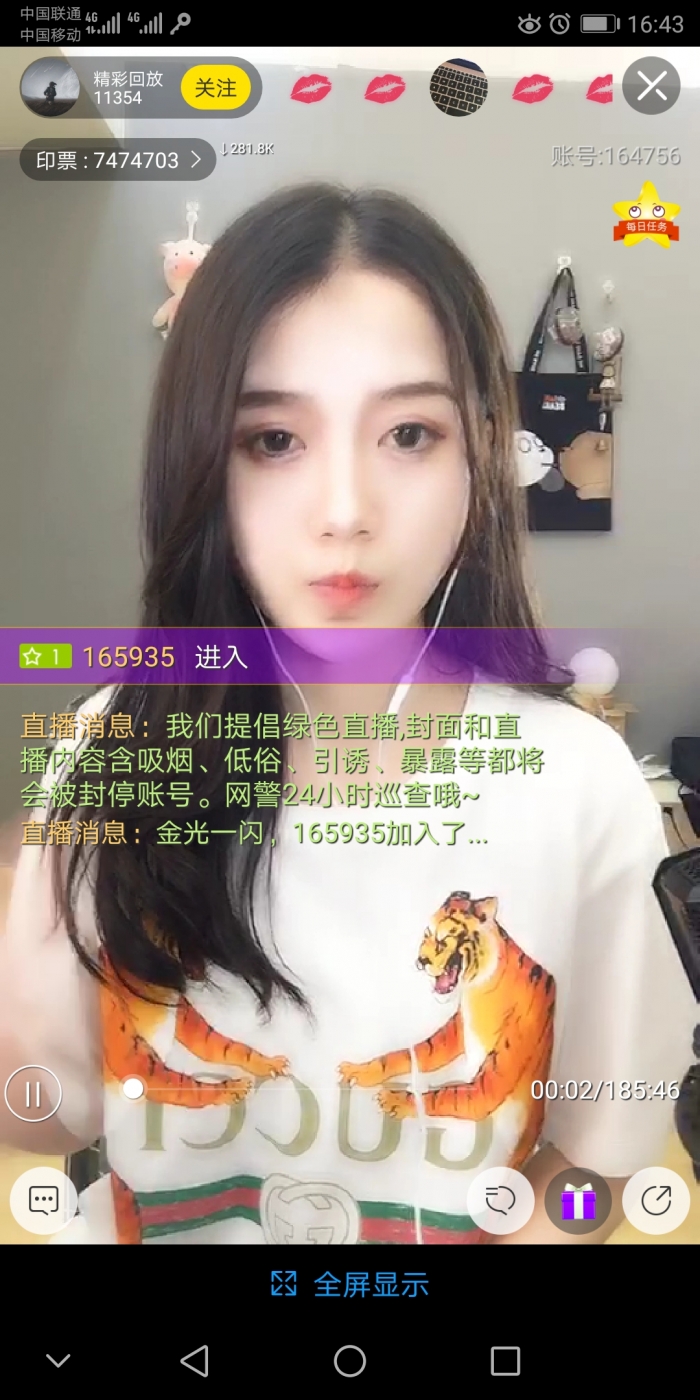 中国联通 4G 4G 16:43
中国移动
精彩回放
11354
关注
印票 : 7474703 >
↓281.8K
账号:164756
每日任务
1 165935 进入
直播消息： 我们提倡绿色直播,封面和直
播内容含吸烟、低俗、引诱、暴露等都将
会被封停账号。网警24小时巡查哦~
直播消息： 金光一闪， 165935加入了...
00:02/185:46
GUCCI
全屏显示